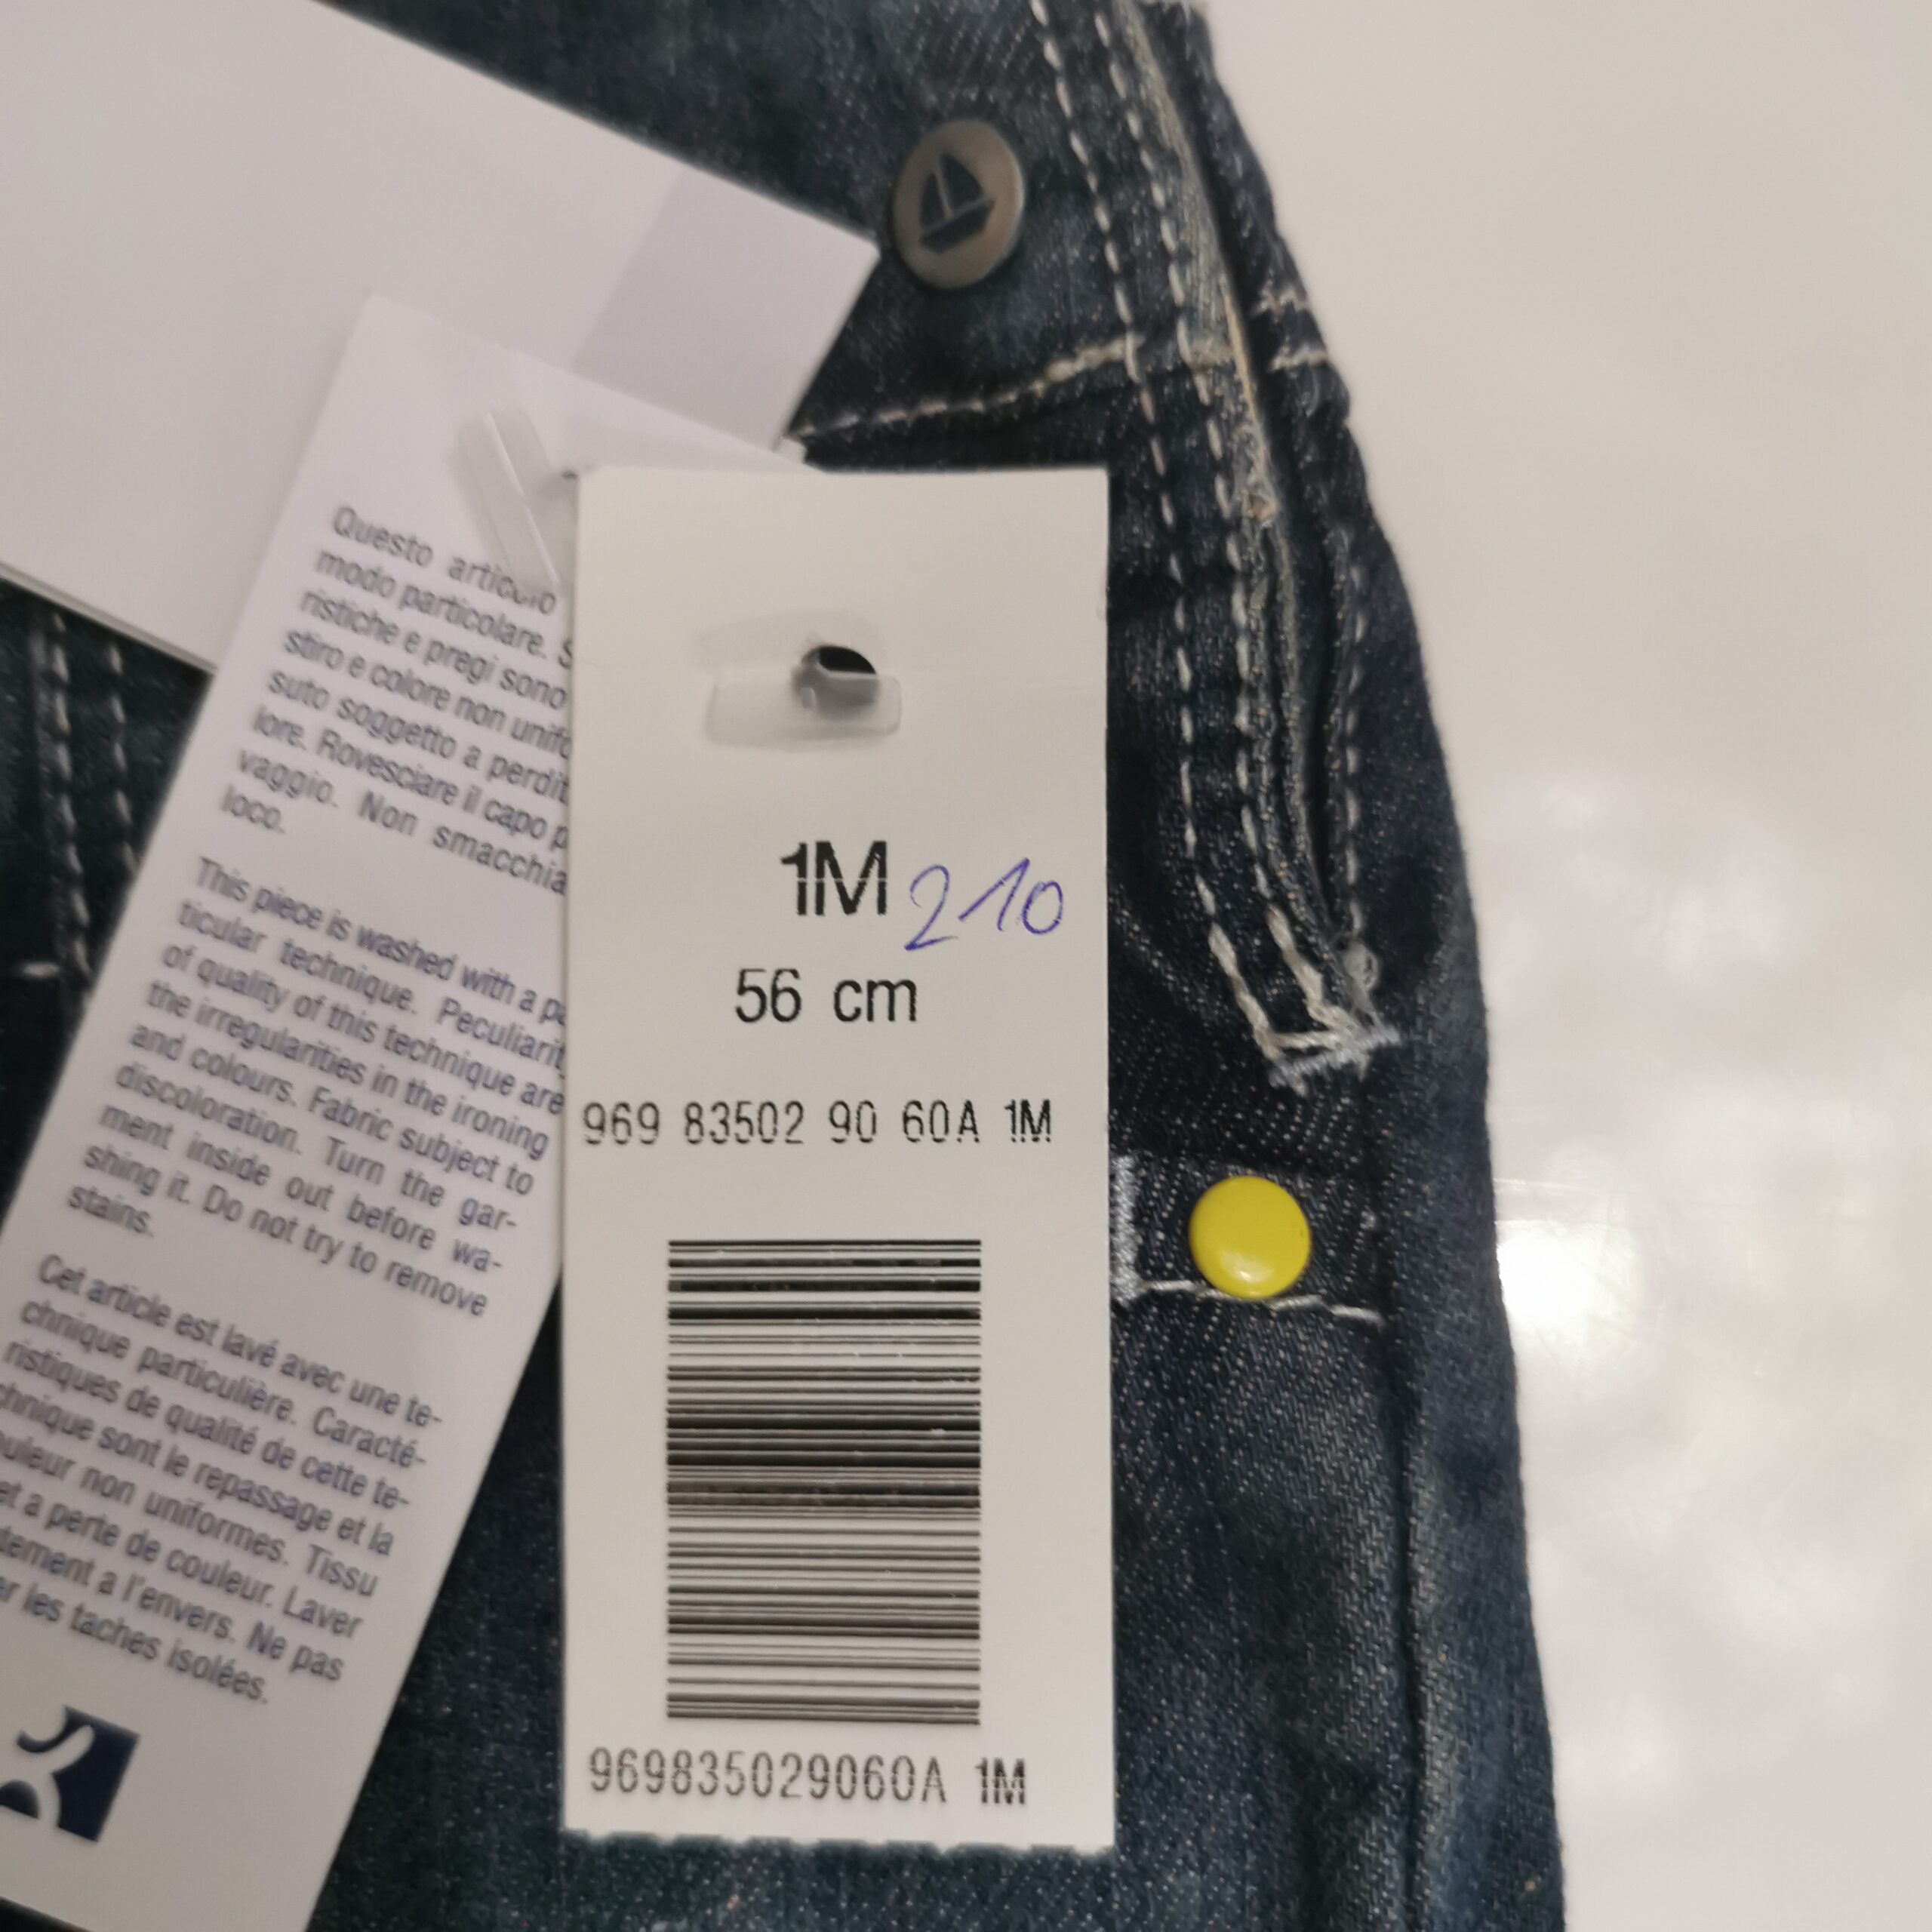 Questo articolo
modo particolare.
ristiche e pregi sono
stiro e colore non
suto soggetto a
lore. Rovesciare il capo
vaggio. Non
loco.
This piece is washed with a
ticular technique.
of quality of this technique are
the irregularities in the ironing
and colours. Fabric subject to
discoloration. Turn the gar-
ment inside out before wa-
shing it. Do not try to remove
stains.
Cet article est lavé avec une te-
chnique particulière. Caracté-
ristiques de qualité de cette te-
sont le repassage et la
non uniformes. Tissu
et a perte de couleur. Laver
a l'envers. Ne pas
les taches isolées.
1M 210
56 cm
969 83502 90 60A 1M
969835029060A 1M